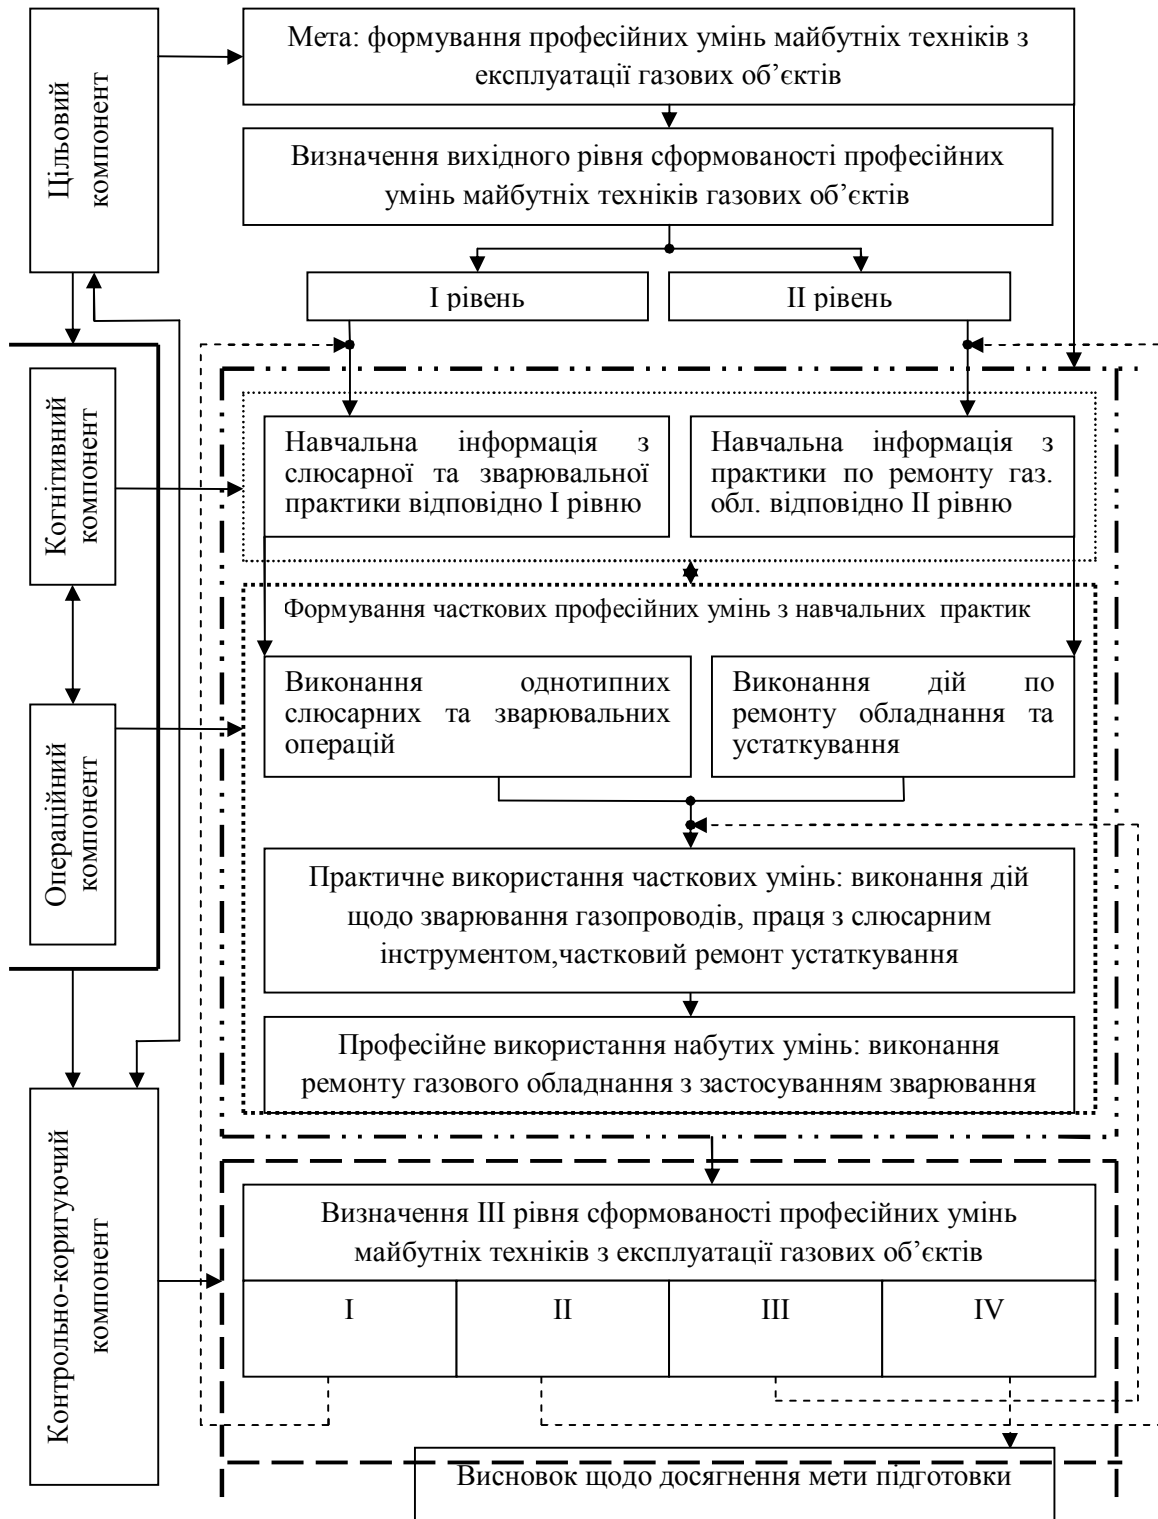 Цільовий
компонент
Мета: формування професійних умінь майбутніх техніків з
експлуатації газових об’єктів
Визначення вихідного рівня сформованості професійних
умінь майбутніх техніків газових об’єктів
I рівень
II рівень
Когнітивний
компонент
Навчальна інформація з
слюсарної та зварювальної
практики відповідно I рівню
Навчальна інформація з
практики по ремонту газ.
обл. відповідно II рівню
Формування часткових професійних умінь з навчальних практик
Операційний
компонент
Виконання однотипних
слюсарних та зварювальних
операцій
Виконання дій по
ремонту обладнання та
устаткування
Практичне використання часткових умінь: виконання дій
щодо зварювання газопроводів, праця з слюсарним
інструментом,частковий ремонт устаткування
Професійне використання набутих умінь: виконання
ремонту газового обладнання з застосуванням зварювання
Контрольно-коригуючий
компонент
Визначення III рівня сформованості професійних умінь
майбутніх техніків з експлуатації газових об’єктів
I
II
III
IV
Висновок щодо досягнення мети підготовки